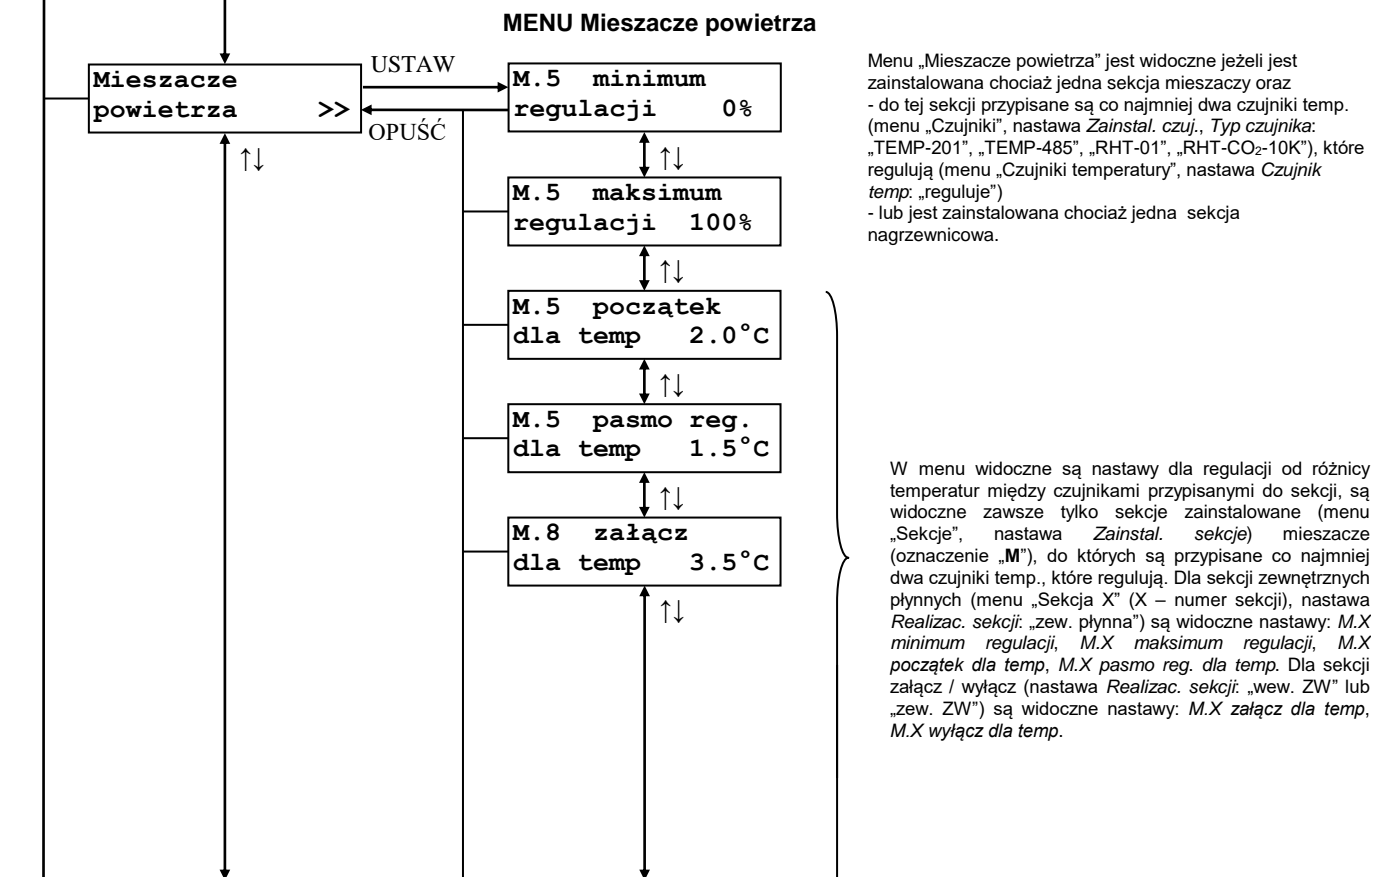 MENU Mieszacze powietrza
Mieszacze
powietrza >>
USTAW
OPUŚĆ
↑↓
M.5 minimum
regulacji 0%
↑↓
M.5 maksimum
regulacji 100%
↑↓
M.5 początek
dla temp 2.0°C
↑↓
M.5 pasmo reg.
dla temp 1.5°C
↑↓
M.8 załącz
dla temp 3.5°C
↑↓
Menu „Mieszacze powietrza” jest widoczne jeżeli jest
zainstalowana chociaż jedna sekcja mieszaczy oraz
- do tej sekcji przypisane są co najmniej dwa czujniki temp.
(menu „Czujniki”, nastawa Zainstal. czuj., Typ czujnika:
„TEMP-201”, „TEMP-485”, „RHT-01”, „RHT-CO₂-10K”), które
regulują (menu „Czujniki temperatury”, nastawa Czujnik
temp: „reguluje”)
- lub jest zainstalowana chociaż jedna sekcja
nagrzewnicowa.
W menu widoczne są nastawy dla regulacji od różnicy
temperatur między czujnikami przypisanymi do sekcji, są
widoczne zawsze tylko sekcje zainstalowane (menu
„Sekcje”, nastawa Zainstal. sekcje) mieszacze
(oznaczenie „M”), do których są przypisane co najmniej
dwa czujniki temp., które regulują. Dla sekcji zewnętrznych
płynnych (menu „Sekcja X” (X – numer sekcji), nastawa
Realizac. sekcji: „zew. płynna”) są widoczne nastawy: M.X
minimum regulacji, M.X maksimum regulacji, M.X
początek dla temp, M.X pasmo reg. dla temp. Dla sekcji
załącz / wyłącz (nastawa Realizac. sekcji: „wew. ZW” lub
„zew. ZW”) są widoczne nastawy: M.X załącz dla temp,
M.X wyłącz dla temp.